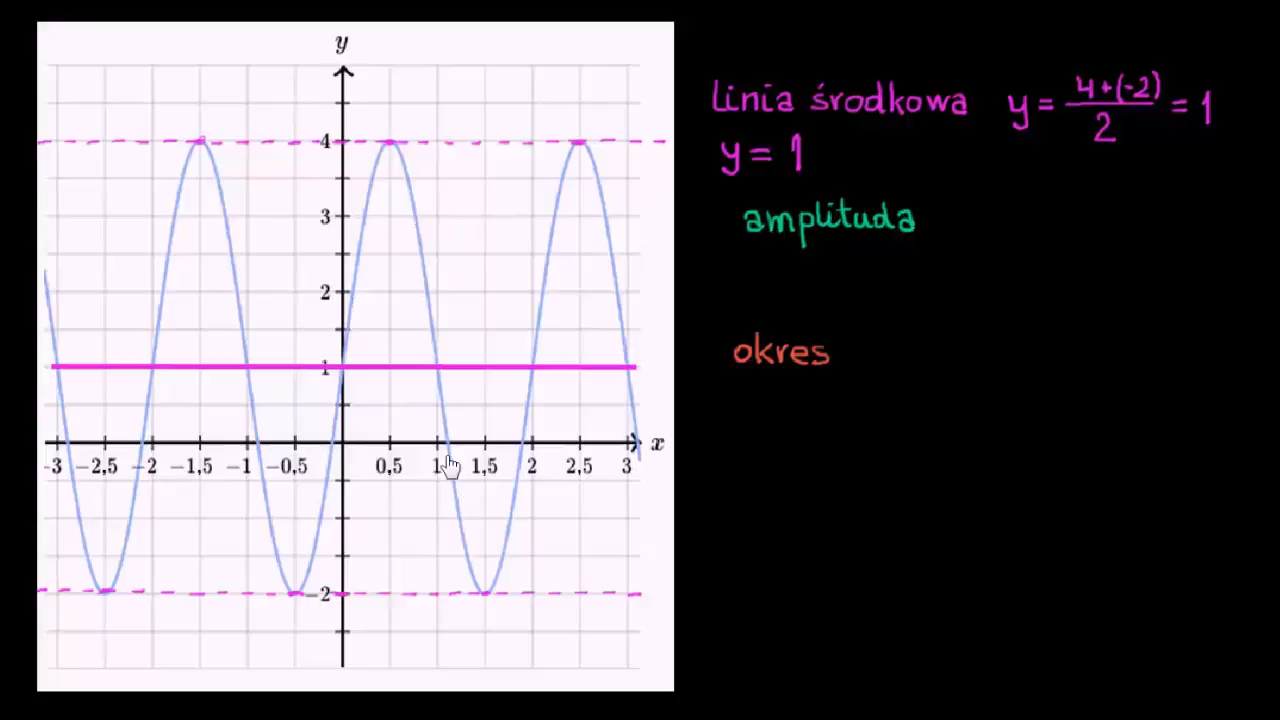 y
4
3
2
1
-3 -2,5 -2 -1,5 -1 -0,5 0,5 1 1,5 2 2,5 3 x
-2
linia środkowa y = 4+(-2)/2 = 1
y = 1
amplituda
okres